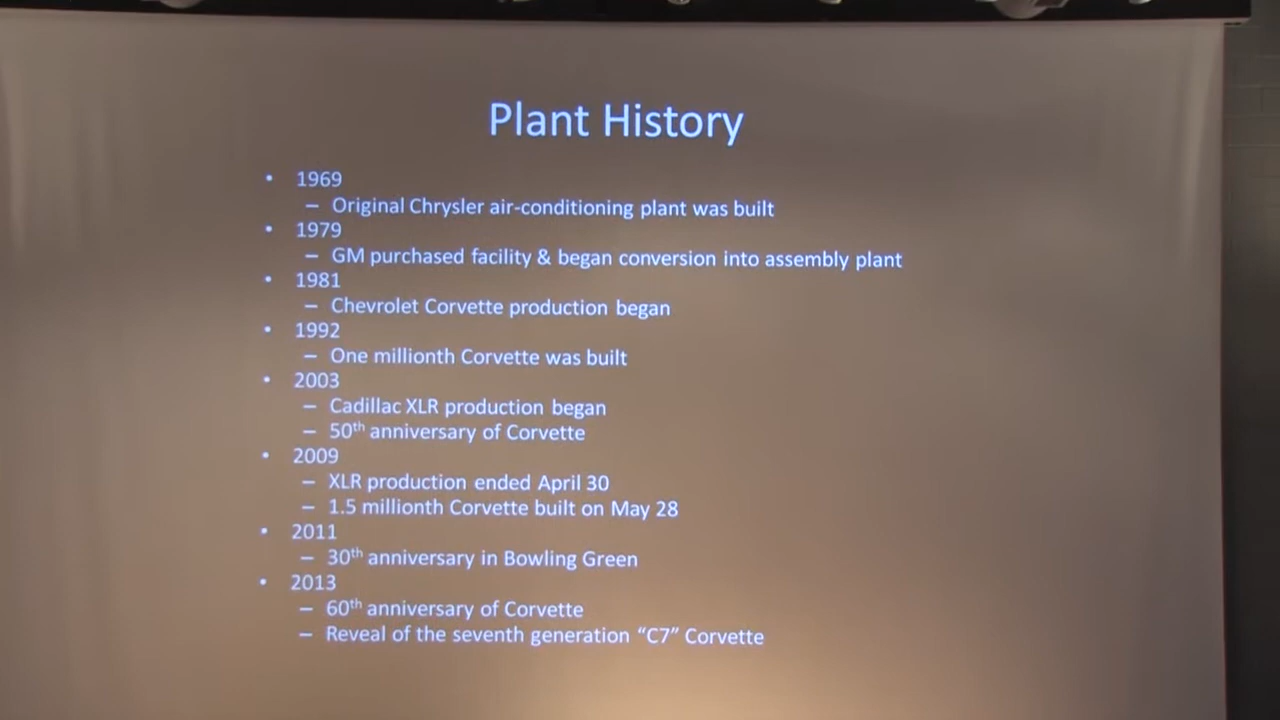 Plant History
• 1969
– Original Chrysler air-conditioning plant was built
• 1979
– GM purchased facility & began conversion into assembly plant
• 1981
– Chevrolet Corvette production began
• 1992
– One millionth Corvette was built
• 2003
– Cadillac XLR production began
– 50th anniversary of Corvette
• 2009
– XLR production ended April 30
– 1.5 millionth Corvette built on May 28
• 2011
– 30th anniversary in Bowling Green
• 2013
– 60th anniversary of Corvette
– Reveal of the seventh generation “C7” Corvette